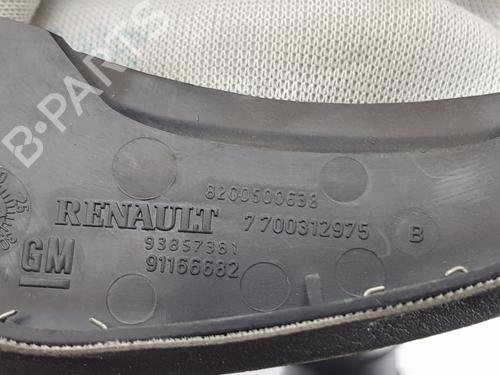 B-PARTS
8200500638
RENAULT 7700312975 B
93857381
GM 91166682